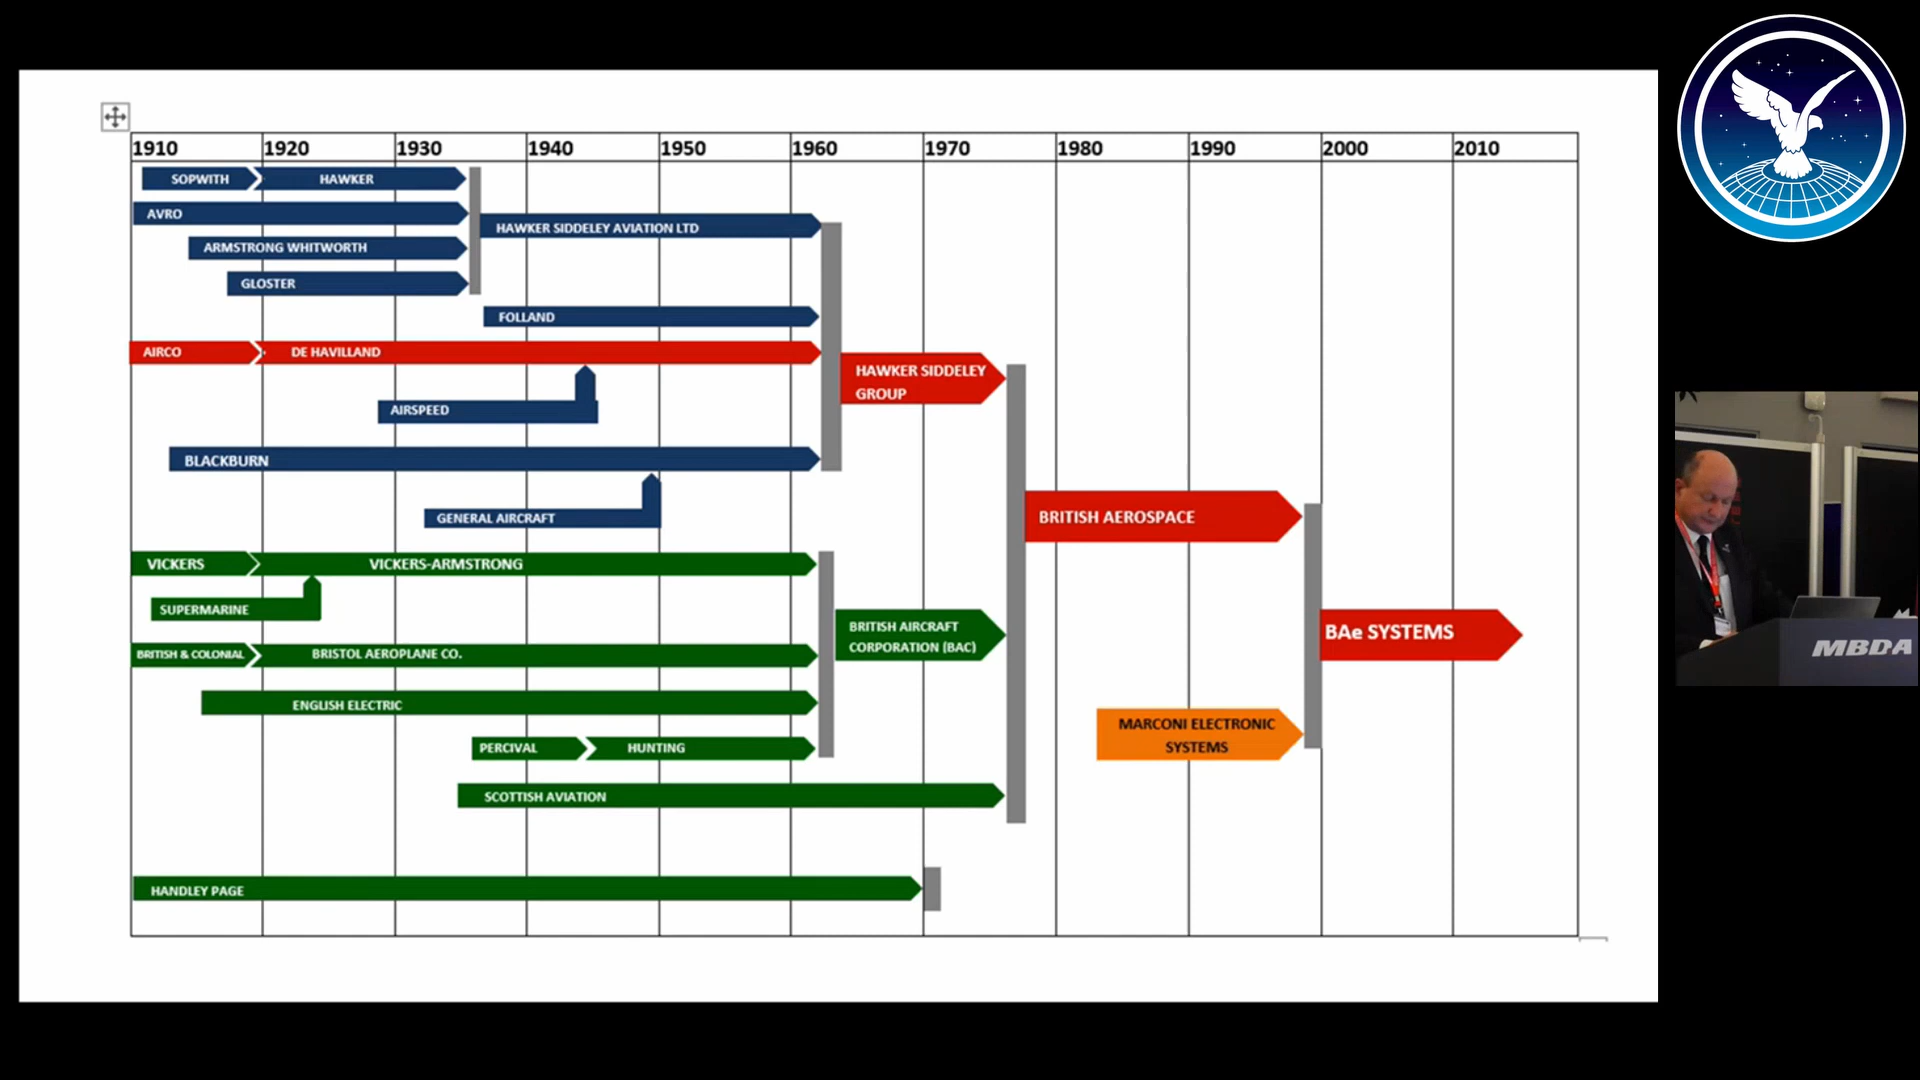 1910 1920 1930 1940 1950 1960 1970 1980 1990 2000 2010
SOPWITH HAWKER
AVRO
HAWKER SIDDELEY AVIATION LTD
ARMSTRONG WHITWORTH
GLOSTER
FOLLAND
AIRCO DE HAVILLAND
HAWKER SIDDELEY
GROUP
AIRSPEED
BLACKBURN
GENERAL AIRCRAFT
BRITISH AEROSPACE
VICKERS VICKERS-ARMSTRONG
SUPERMARINE
BRITISH AIRCRAFT
CORPORATION (BAC)
BAe SYSTEMS
BRITISH & COLONIAL BRISTOL AEROPLANE CO.
ENGLISH ELECTRIC
MARCONI ELECTRONIC
SYSTEMS
PERCIVAL HUNTING
SCOTTISH AVIATION
HANDLEY PAGE
MBDA